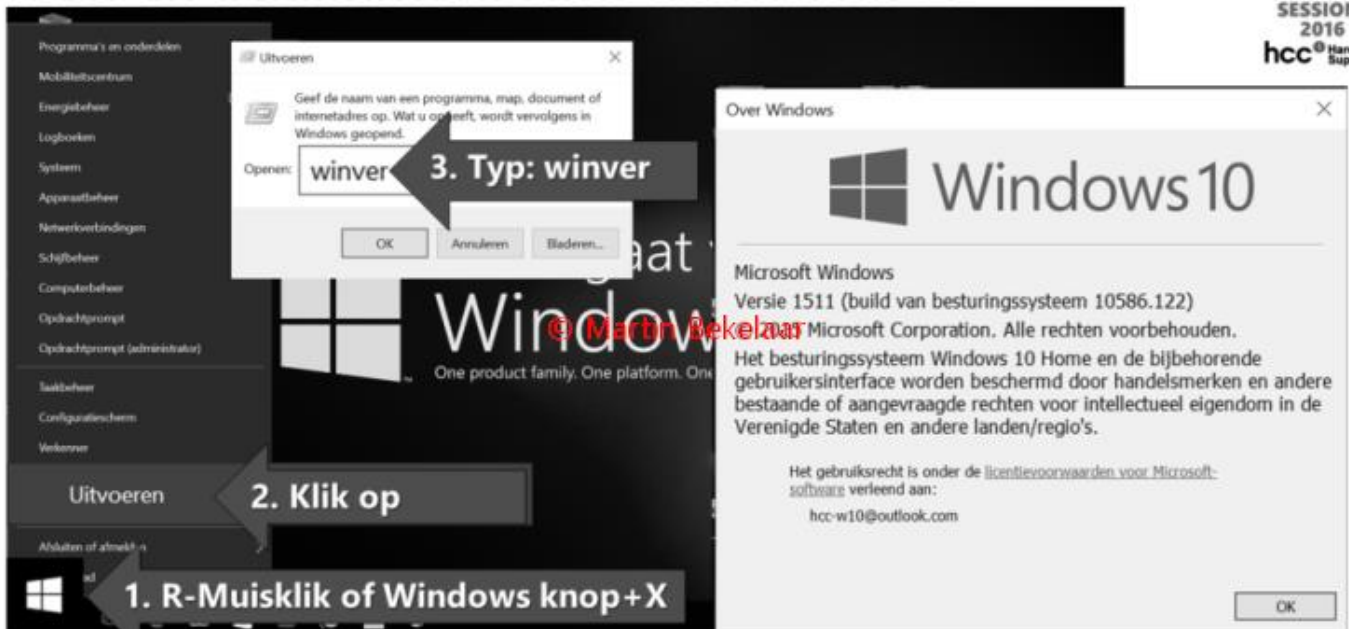 SESSION
2016
hcc
Programma's en onderdelen
Mobiliteitscentrum
Energiebeheer
Logboeken
Systeem
Apparaatbeheer
Netwerkverbindingen
Schijfbeheer
Computerbeheer
Opdrachtprompt
Opdrachtprompt (administrator)
Taakbeheer
Configuratiescherm
Verkenner
Uitvoeren
Afsluiten of
2. Klik op
1. R-Muisklik of Windows knop+X
Uitvoeren
Geef de naam van een programma, map, document of
internetadres op. Wat u wordt vervolgens in
Windows geopend.
Openen: winver
3. Typ: winver
OK Annuleren Bladeren...
aat
Window
One product family. One platform. One
© Martin Bekelaar
Over Windows
Windows 10
Microsoft Windows
Versie 1511 (build van besturingssysteem 10586.122)
Microsoft Corporation. Alle rechten voorbehouden.
Het besturingssysteem Windows 10 Home en de bijbehorende
gebruikersinterface worden beschermd door handelsmerken en andere
bestaande of aangevraagde rechten voor intellectueel eigendom in de
Verenigde Staten en andere landen/regio's.
Het gebruiksrecht is onder de licentievoorwaarden voor Microsoft-
software verleend aan:
hcc-w10@outlook.com
OK